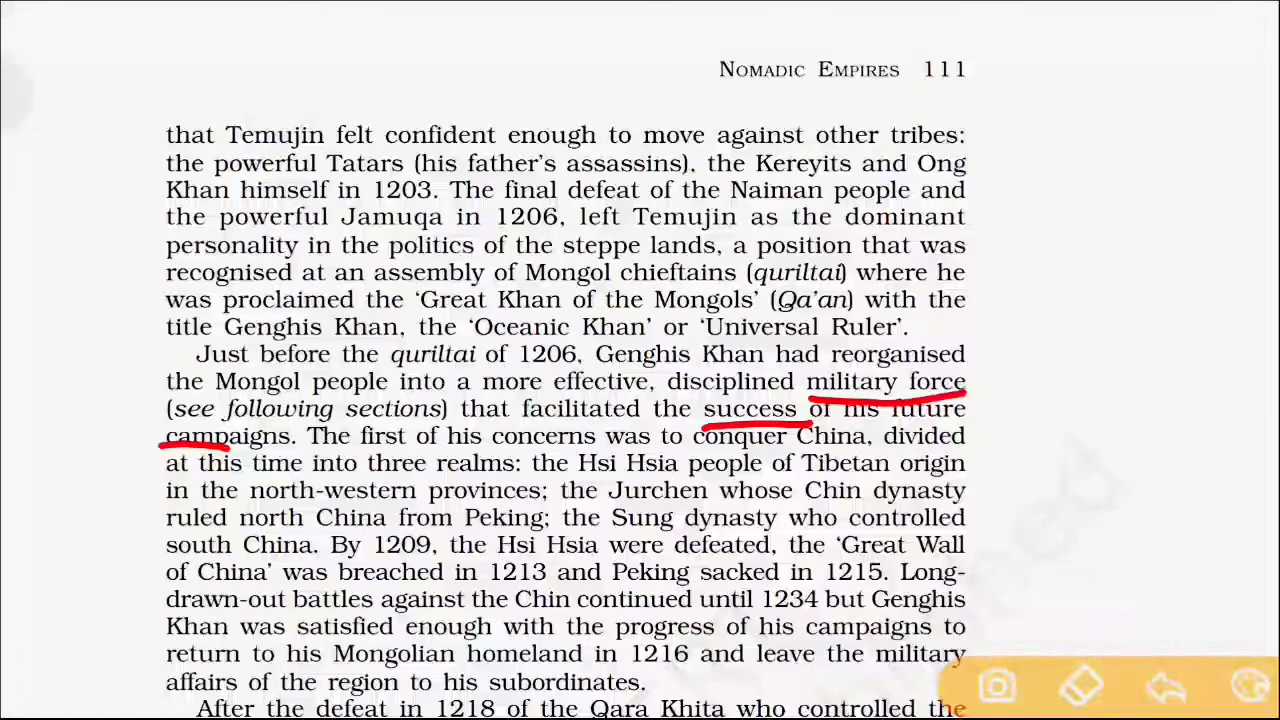 NOMADIC EMPIRES 111
that Temujin felt confident enough to move against other tribes:
the powerful Tatars (his father's assassins), the Kereyits and Ong
Khan himself in 1203. The final defeat of the Naiman people and
the powerful Jamuqa in 1206, left Temujin as the dominant
personality in the politics of the steppe lands, a position that was
recognised at an assembly of Mongol chieftains (quriltai) where he
was proclaimed the ‘Great Khan of the Mongols’ (Qa’an) with the
title Genghis Khan, the ‘Oceanic Khan’ or ‘Universal Ruler’.
Just before the quriltai of 1206, Genghis Khan had reorganised
the Mongol people into a more effective, disciplined military force
(see following sections) that facilitated the success of his future
campaigns. The first of his concerns was to conquer China, divided
at this time into three realms: the Hsi Hsia people of Tibetan origin
in the north-western provinces; the Jurchen whose Chin dynasty
ruled north China from Peking; the Sung dynasty who controlled
south China. By 1209, the Hsi Hsia were defeated, the ‘Great Wall
of China’ was breached in 1213 and Peking sacked in 1215. Long-
drawn-out battles against the Chin continued until 1234 but Genghis
Khan was satisfied enough with the progress of his campaigns to
return to his Mongolian homeland in 1216 and leave the military
affairs of the region to his subordinates.
After the defeat in 1218 of the Qara Khita who controlled the